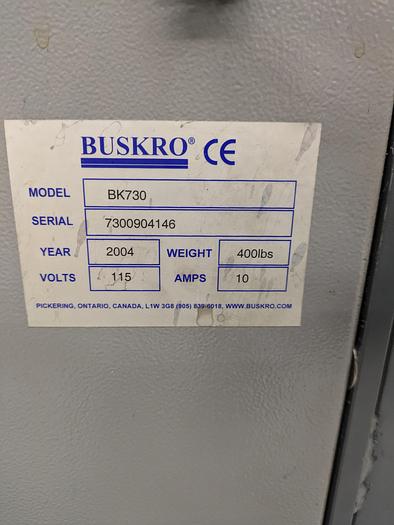 BUSKRO® CE
MODEL BK730
SERIAL 7300904146
YEAR 2004 WEIGHT 400lbs
VOLTS 115 AMPS 10
PICKERING, ONTARIO, CANADA, L1W 3G8 (905) 839-6018, WWW.BUSKRO.COM